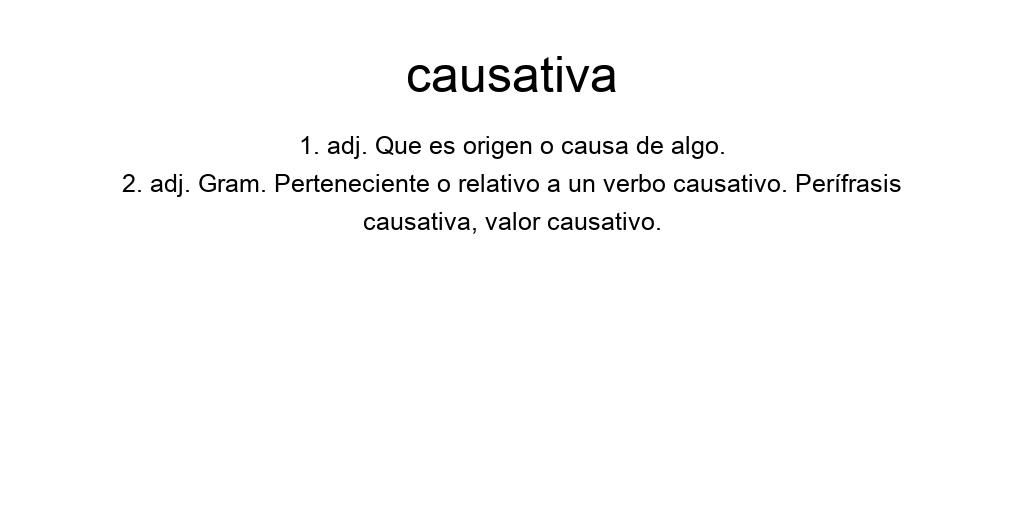 causativa
1. adj. Que es origen o causa de algo.
2. adj. Gram. Perteneciente o relativo a un verbo causativo. Perífrasis
causativa, valor causativo.